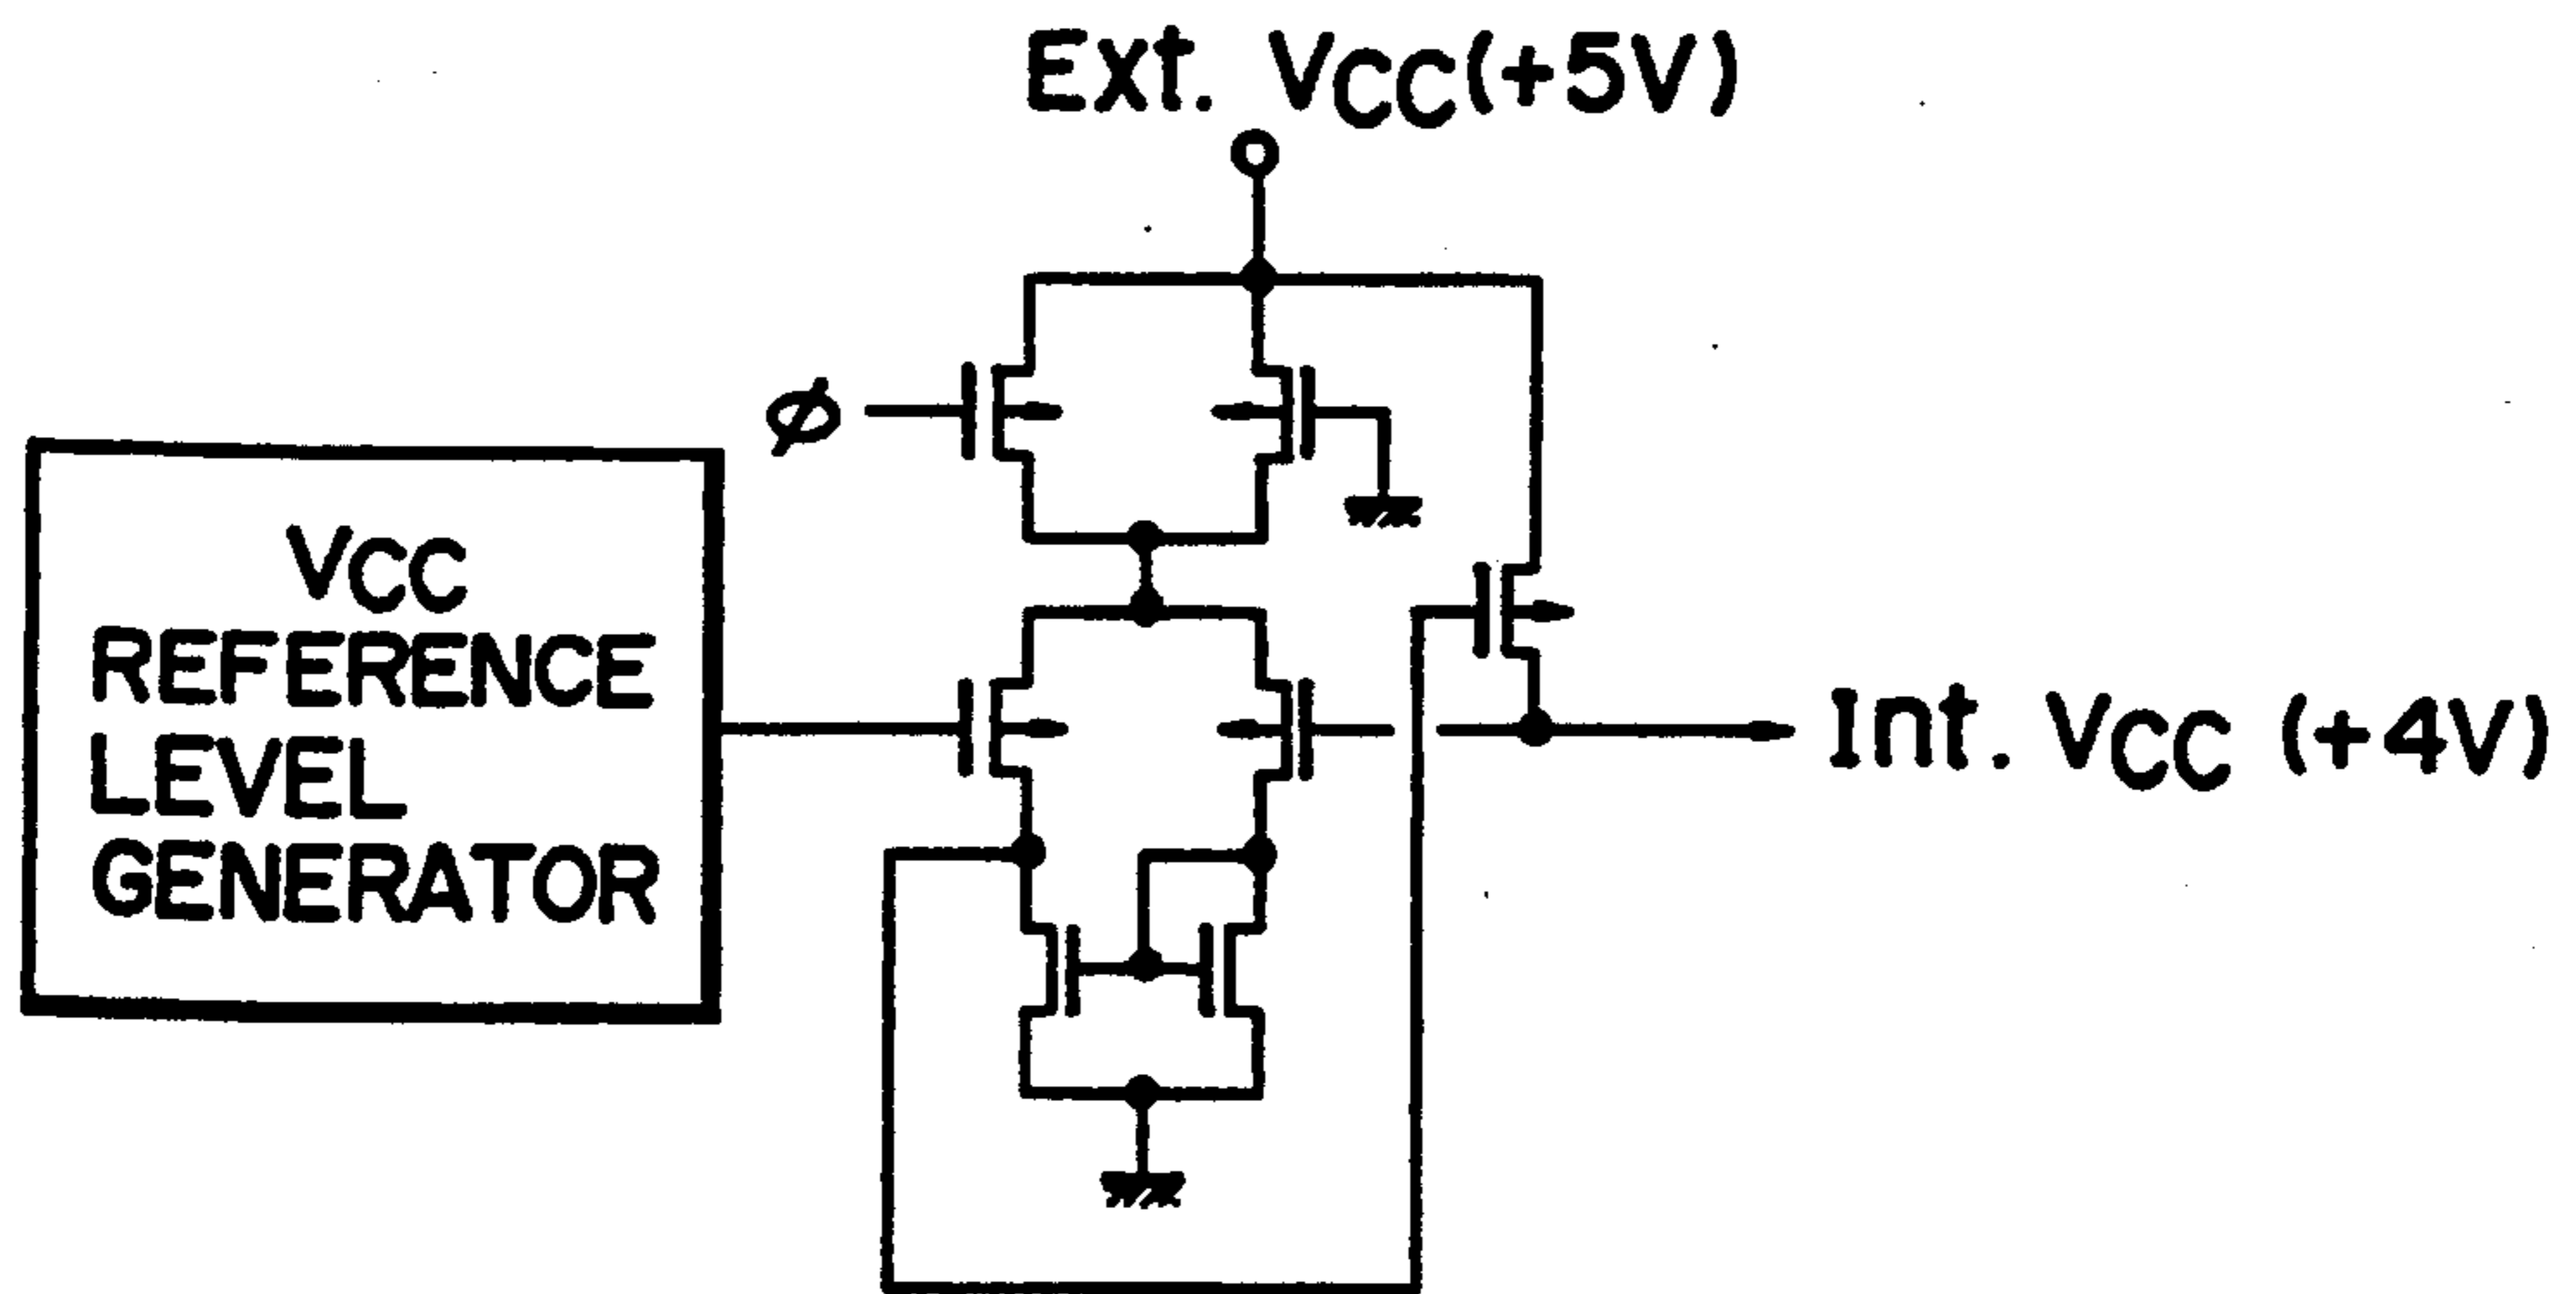 Ext. VCC(+5V)
ϕ
VCC
REFERENCE
LEVEL
GENERATOR
Int. VCC (+4V)